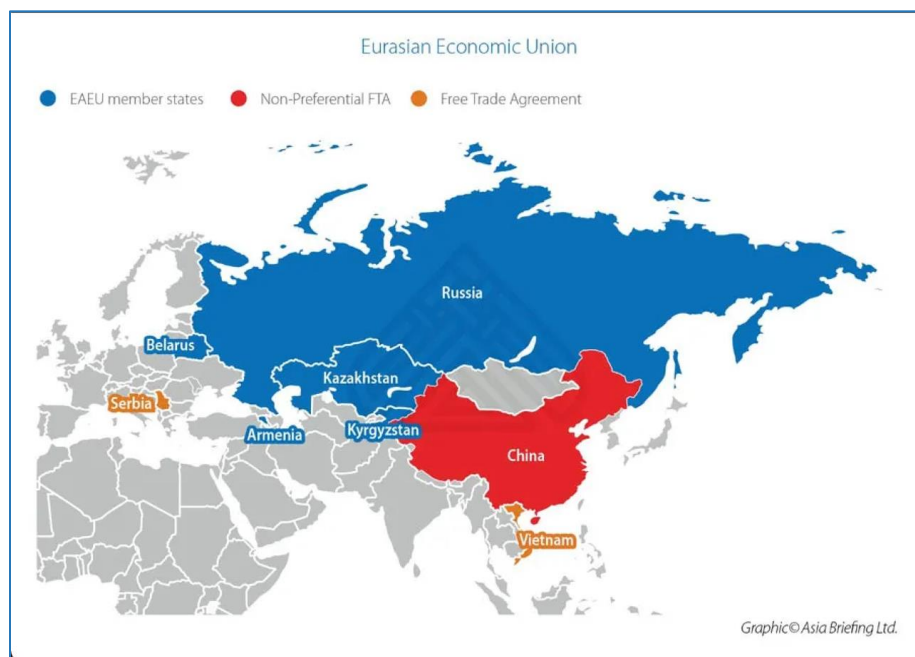 Eurasian Economic Union
EAEU member states
Non-Preferential FTA
Free Trade Agreement
Russia
Belarus
Kazakhstan
Serbia
Armenia
Kyrgyzstan
China
Vietnam
Graphic© Asia Briefing Ltd.